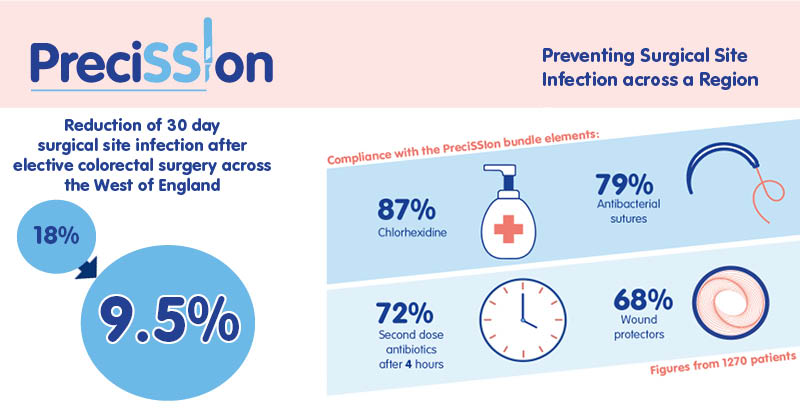 PreciSSIon
Preventing Surgical Site
Infection across a Region
Reduction of 30 day
surgical site infection after
elective colorectal surgery across
the West of England
18%
9.5%
Compliance with the PreciSSIon bundle elements:
87%
Chlorhexidine
79%
Antibacterial
sutures
72%
Second dose
antibiotics
after 4 hours
68%
Wound
protectors
Figures from 1270 patients